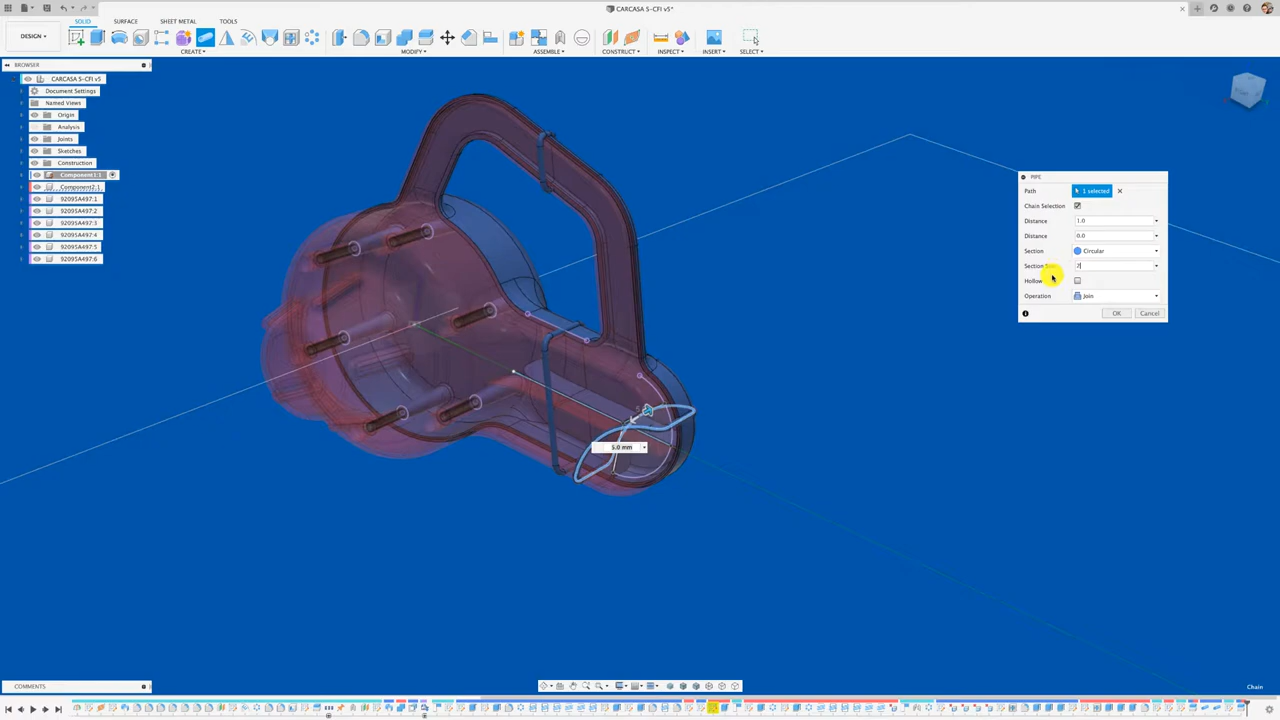 CARCASA S-CFI v5*
DESIGN
SOLID
SURFACE
SHEET METAL
TOOLS
CREATE
MODIFY
ASSEMBLE
CONSTRUCT
INSPECT
INSERT
SELECT
BROWSER
CARCASA S-CFI v5
Document Settings
Named Views
Origin
Analysis
Joints
Sketches
Construction
Component1:1
Component2:1
92095A497:1
92095A497:2
92095A497:3
92095A497:4
92095A497:5
92095A497:6
PIPE
Path
1 selected
Chain Selection
Distance
1.0
Distance
0.0
Section
Circular
Section
Hollow
Operation
Join
OK
Cancel
5.0 mm
COMMENTS
Chain